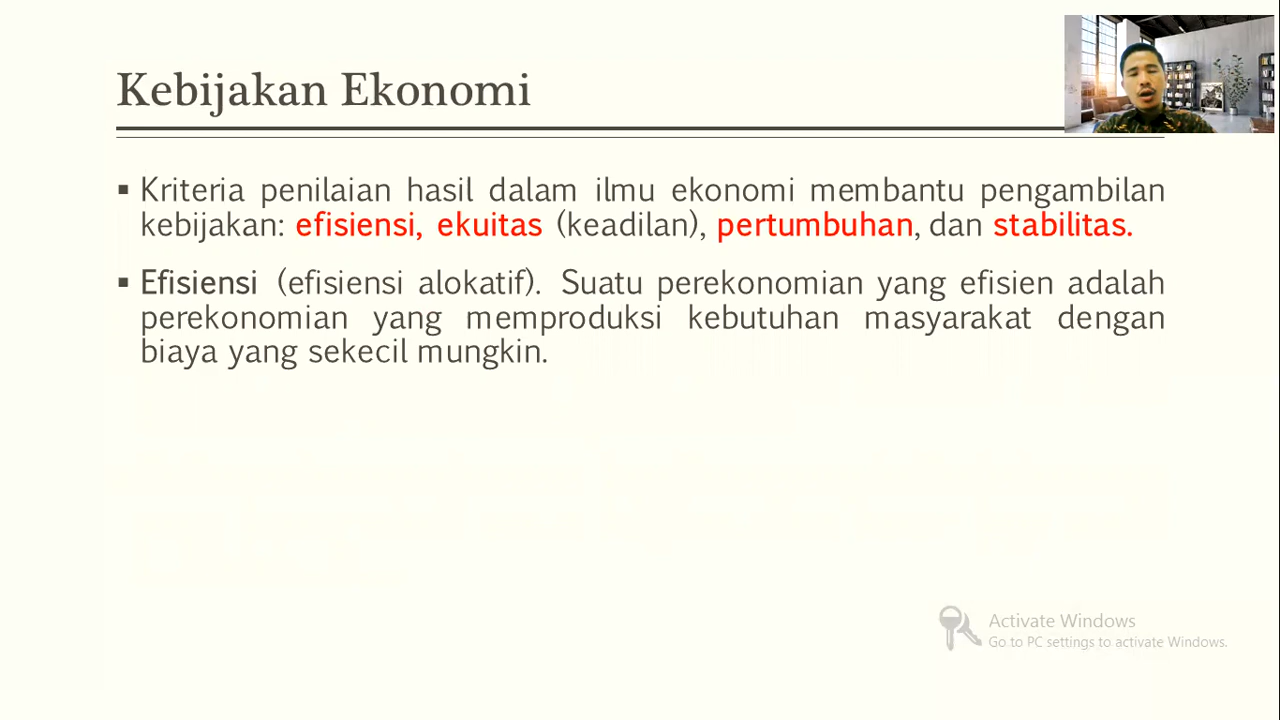 Kebijakan Ekonomi
▪ Kriteria penilaian hasil dalam ilmu ekonomi membantu pengambilan
kebijakan: efisiensi, ekuitas (keadilan), pertumbuhan, dan stabilitas.
▪ Efisiensi (efisiensi alokatif). Suatu perekonomian yang efisien adalah
perekonomian yang memproduksi kebutuhan masyarakat dengan
biaya yang sekecil mungkin.
Activate Windows
Go to PC settings to activate Windows.